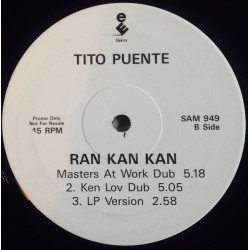 elektra
TITO PUENTE
Promo Only
Not For Resale
45 RPM
SAM 949
B Side
RAN KAN KAN
Masters At Work Dub 5.18
2. Ken Lov Dub 5.05
3. LP Version 2.58